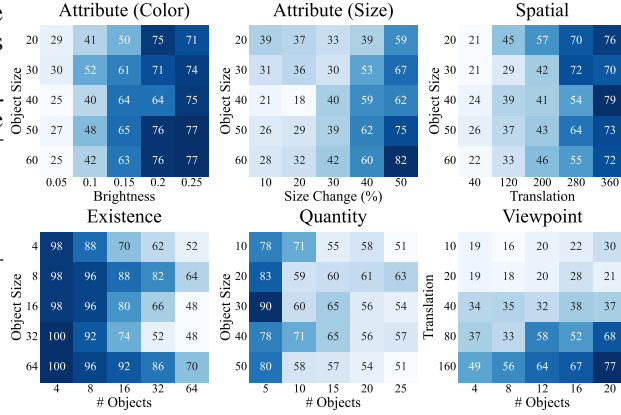 Attribute (Color) Attribute (Size) Spatial
20 29 41 50 75 71
30 30 52 61 71 74
40 25 40 64 64 75
50 27 48 65 76 77
60 25 42 63 76 77
0.05 0.1 0.15 0.2 0.25
Brightness
Object Size
20 39 37 33 39 59
30 31 36 30 53 67
40 21 18 40 59 62
50 26 29 39 62 75
60 28 32 42 60 82
10 20 30 40 50
Size Change (%)
Object Size
20 21 45 57 70 76
30 21 29 42 72 70
40 24 39 41 54 79
50 26 37 43 64 73
60 22 33 46 55 72
40 120 200 280 360
Translation
Object Size
Existence Quantity Viewpoint
4 98 88 70 62 52
8 98 96 88 82 64
16 98 96 80 66 48
32 100 92 74 52 48
64 100 96 92 86 70
4 8 16 32 64
# Objects
Object Size
10 78 71 55 58 51
20 83 59 60 61 63
30 90 60 65 56 54
40 78 71 65 56 57
50 80 58 57 54 51
5 10 15 20 25
# Objects
Object Size
10 19 16 20 22 30
20 19 18 20 28 21
40 34 35 32 38 37
80 37 33 58 52 68
160 49 56 64 67 77
4 8 12 16 20
# Objects
Translation